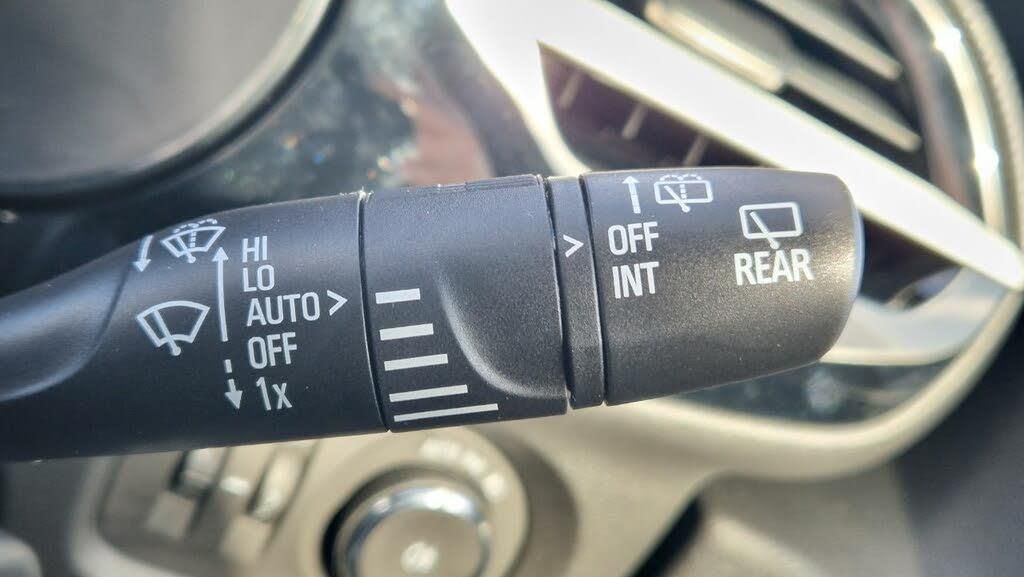 HI
LO
AUTO >
OFF
1x
>
OFF
INT
REAR